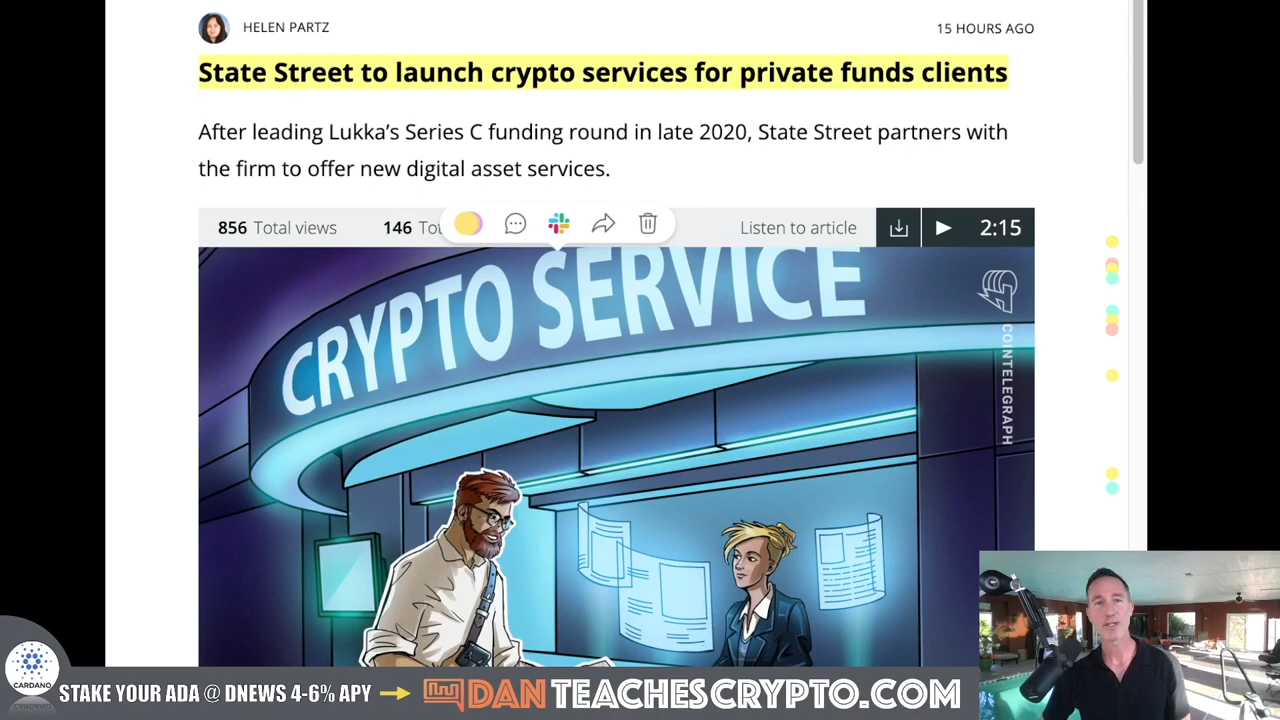 HELEN PARTZ
15 HOURS AGO
State Street to launch crypto services for private funds clients
After leading Lukka's Series C funding round in late 2020, State Street partners with
the firm to offer new digital asset services.
856 Total views
146 To
Listen to article
2:15
CRYPTO SERVICE
COINTELEGRAPH
CARDANO
STAKE YOUR ADA @ DNEWS 4-6% APY
DANTEACHESCRYPTO.COM